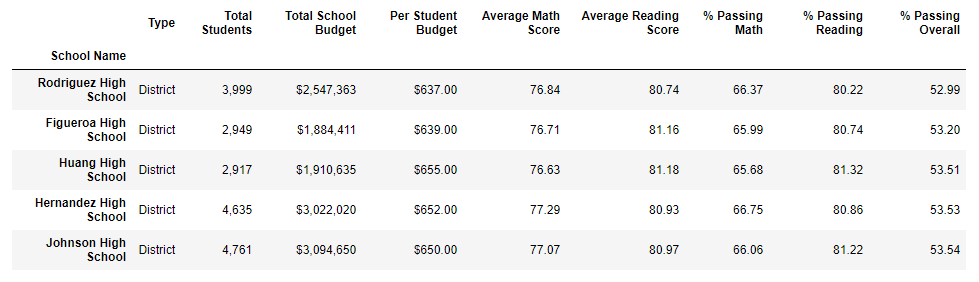 Type Total Students Total School Budget Per Student Budget Average Math Score Average Reading Score % Passing Math % Passing Reading % Passing Overall
School Name
Rodriguez High School District 3,999 $2,547,363 $637.00 76.84 80.74 66.37 80.22 52.99
Figueroa High School District 2,949 $1,884,411 $639.00 76.71 81.16 65.99 80.74 53.20
Huang High School District 2,917 $1,910,635 $655.00 76.63 81.18 65.68 81.32 53.51
Hernandez High School District 4,635 $3,022,020 $652.00 77.29 80.93 66.75 80.86 53.53
Johnson High School District 4,761 $3,094,650 $650.00 77.07 80.97 66.06 81.22 53.54